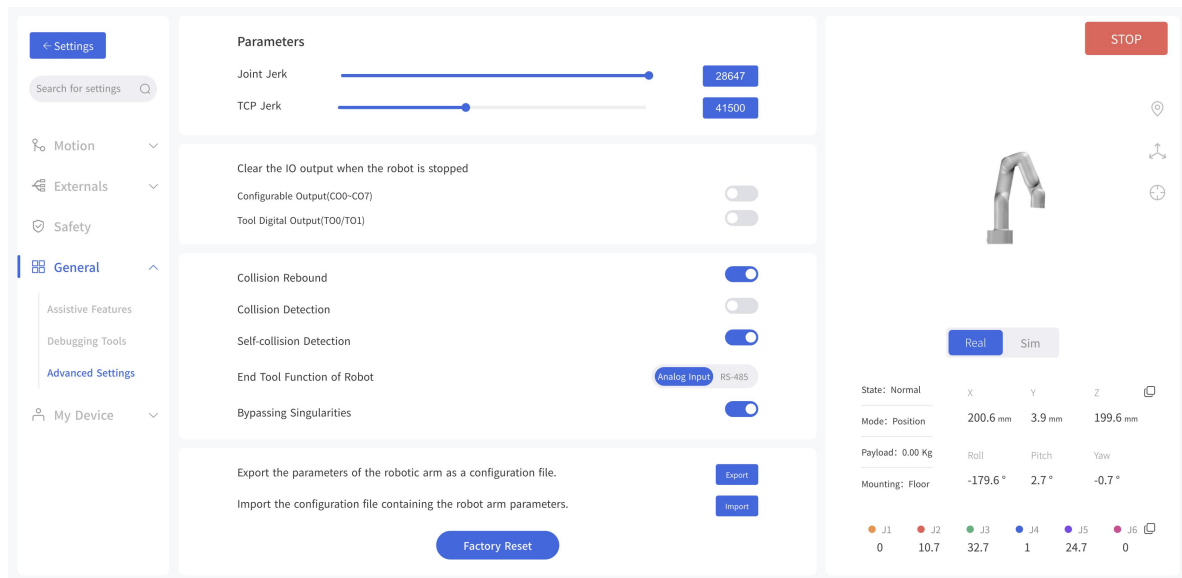 ← Settings
Search for settings
Motion
Externals
Safety
General
Assistive Features
Debugging Tools
Advanced Settings
My Device
Parameters
Joint Jerk 28647
TCP Jerk 41500
Clear the IO output when the robot is stopped
Configurable Output(CO0~CO7)
Tool Digital Output(TO0/TO1)
Collision Rebound
Collision Detection
Self-collision Detection
End Tool Function of Robot Analog Input RS-485
Bypassing Singularities
Export the parameters of the robotic arm as a configuration file. Export
Import the configuration file containing the robot arm parameters. Import
Factory Reset
STOP
Real Sim
State: Normal
Mode: Position
Payload: 0.00 Kg
Mounting: Floor
X Y Z
200.6 mm 3.9 mm 199.6 mm
Roll Pitch Yaw
-179.6 ° 2.7 ° -0.7 °
J1 J2 J3 J4 J5 J6
0 10.7 32.7 1 24.7 0